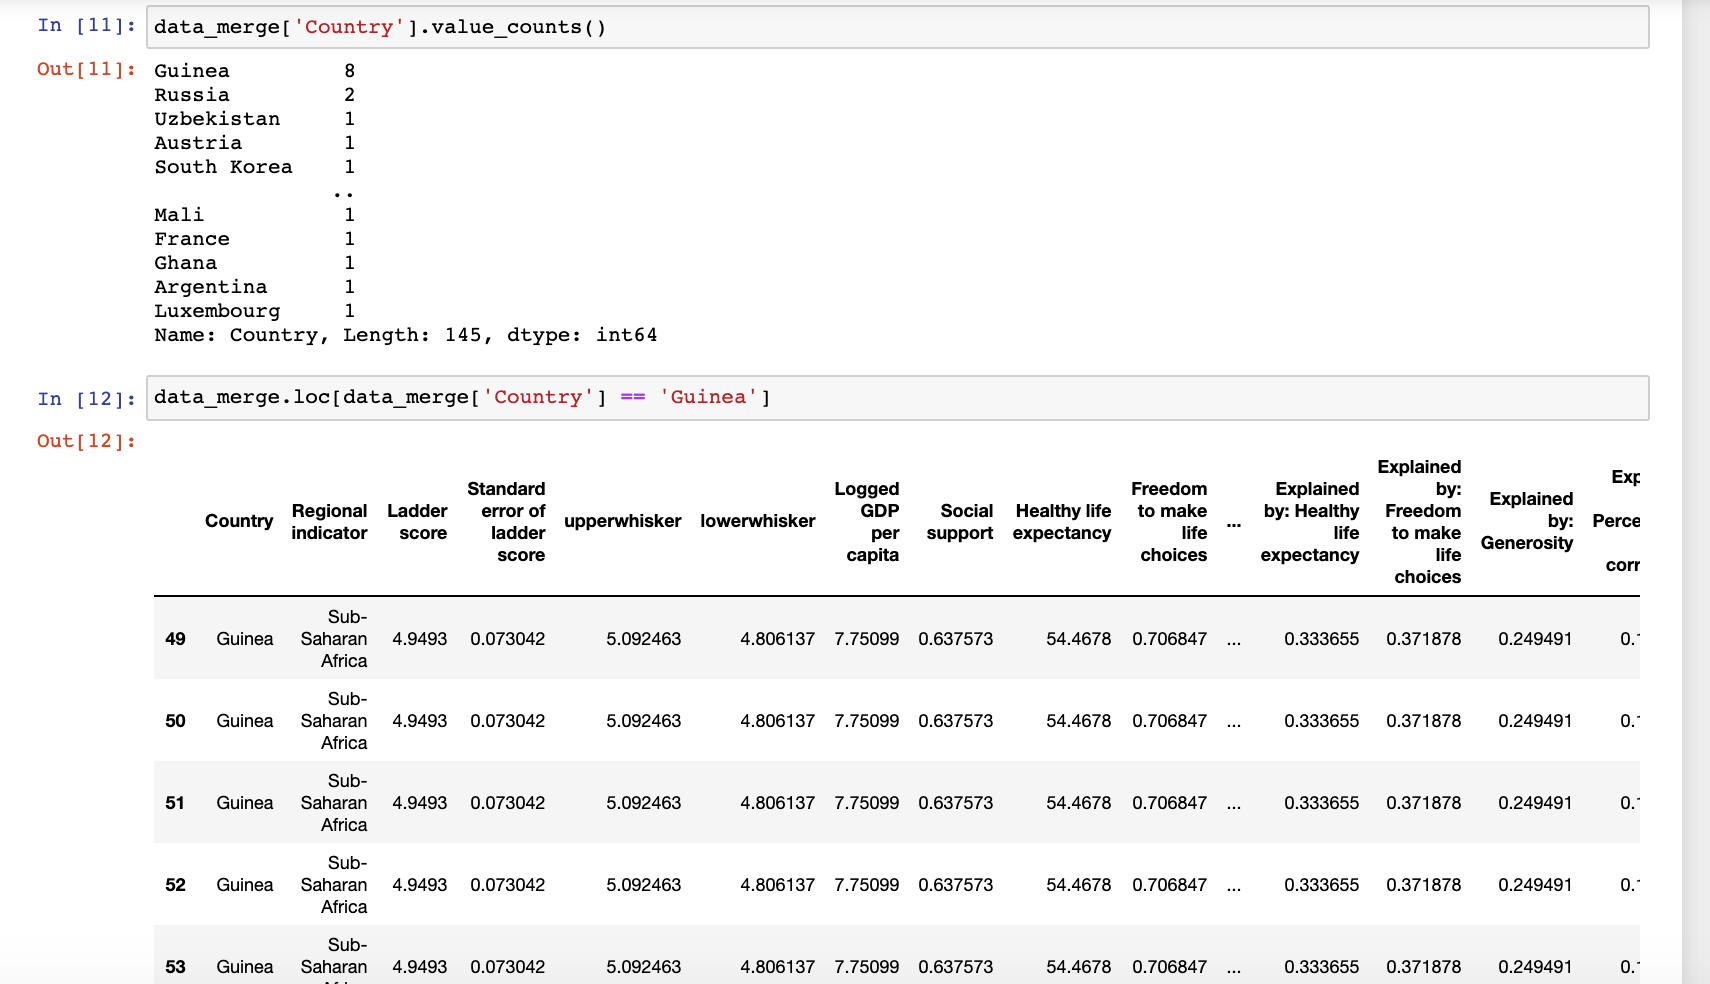 In [11]: data_merge['Country'].value_counts()
Out[11]: Guinea 8
Russia 2
Uzbekistan 1
Austria 1
South Korea 1
..
Mali 1
France 1
Ghana 1
Argentina 1
Luxembourg 1
Name: Country, Length: 145, dtype: int64
In [12]: data_merge.loc[data_merge['Country'] == 'Guinea']
Out[12]:
Country
Regional
indicator
Ladder
score
Standard
error of
ladder
score
upperwhisker
lowerwhisker
Logged
GDP
per
capita
Social
support
Healthy life
expectancy
Freedom
to make
life
choices
...
Explained
by: Healthy
life
expectancy
Explained
by:
Freedom
to make
life
choices
Explained
by:
Generosity
Exp
Perce
corr
Sub-
49 Guinea Saharan 4.9493 0.073042 5.092463 4.806137 7.75099 0.637573 54.4678 0.706847 ... 0.333655 0.371878 0.249491 0.
Africa
Sub-
50 Guinea Saharan 4.9493 0.073042 5.092463 4.806137 7.75099 0.637573 54.4678 0.706847 ... 0.333655 0.371878 0.249491 0.
Africa
Sub-
51 Guinea Saharan 4.9493 0.073042 5.092463 4.806137 7.75099 0.637573 54.4678 0.706847 ... 0.333655 0.371878 0.249491 0.
Africa
Sub-
52 Guinea Saharan 4.9493 0.073042 5.092463 4.806137 7.75099 0.637573 54.4678 0.706847 ... 0.333655 0.371878 0.249491 0.
Africa
Sub-
53 Guinea Saharan 4.9493 0.073042 5.092463 4.806137 7.75099 0.637573 54.4678 0.706847 ... 0.333655 0.371878 0.249491 0.